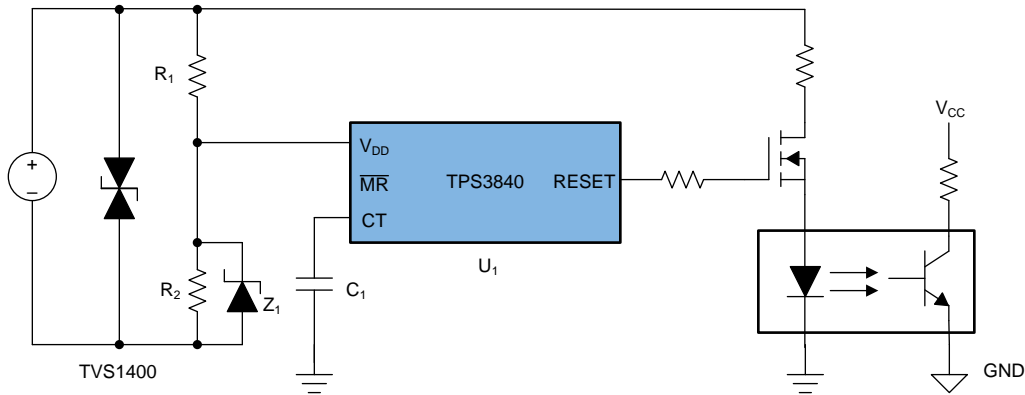 R1
VCC
+
−
VDD
MR
TPS3840
RESET
CT
U1
R2
Z1
C1
TVS1400
GND